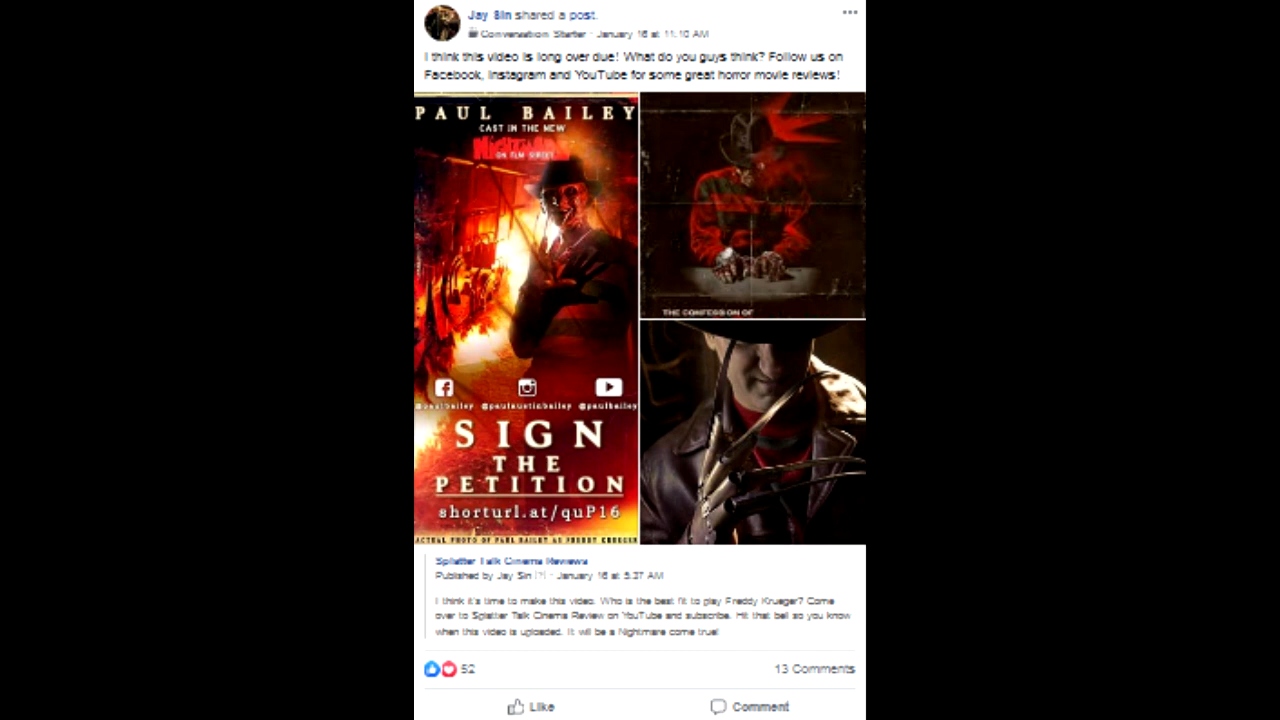 Jay Sin shared a post.
Conversation Starter · January 16 at 11:10 AM
I think this video is long over due! What do you guys think? Follow us on
Facebook, Instagram and YouTube for some great horror movie reviews!
PAUL BAILEY
CAST IN THE NEW
NIGHTMARE
ON ELM STREET
@paulbailey @paulaustinbailey @paulbailey
SIGN
THE
PETITION
shorturl.at/quP16
ACTUAL PHOTO OF PAUL BAILEY AS FREDDY KRUEGER
THE CONFESSION OF
Splatter Talk Cinema Reviews
Published by Jay Sin [?] · January 16 at 5:37 AM
I think it's time to make this video. Who is the best fit to play Freddy Krueger? Come
over to Splatter Talk Cinema Review on YouTube and subscribe. Hit that bell so you know
when this video is uploaded. It will be a Nightmare come true!
52
13 Comments
Like
Comment